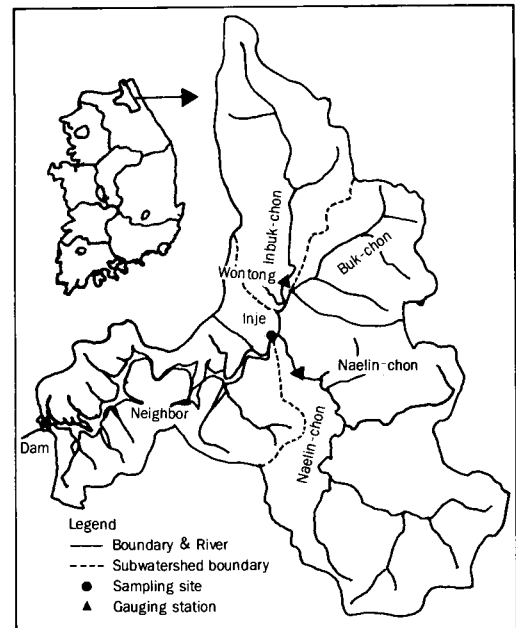 Inbuk-chon
Buk-chon
Wontong
Inje
Naelin-chon
Neighbor
Naelin-chon
Dam
Legend
Boundary & River
Subwatershed boundary
Sampling site
Gauging station